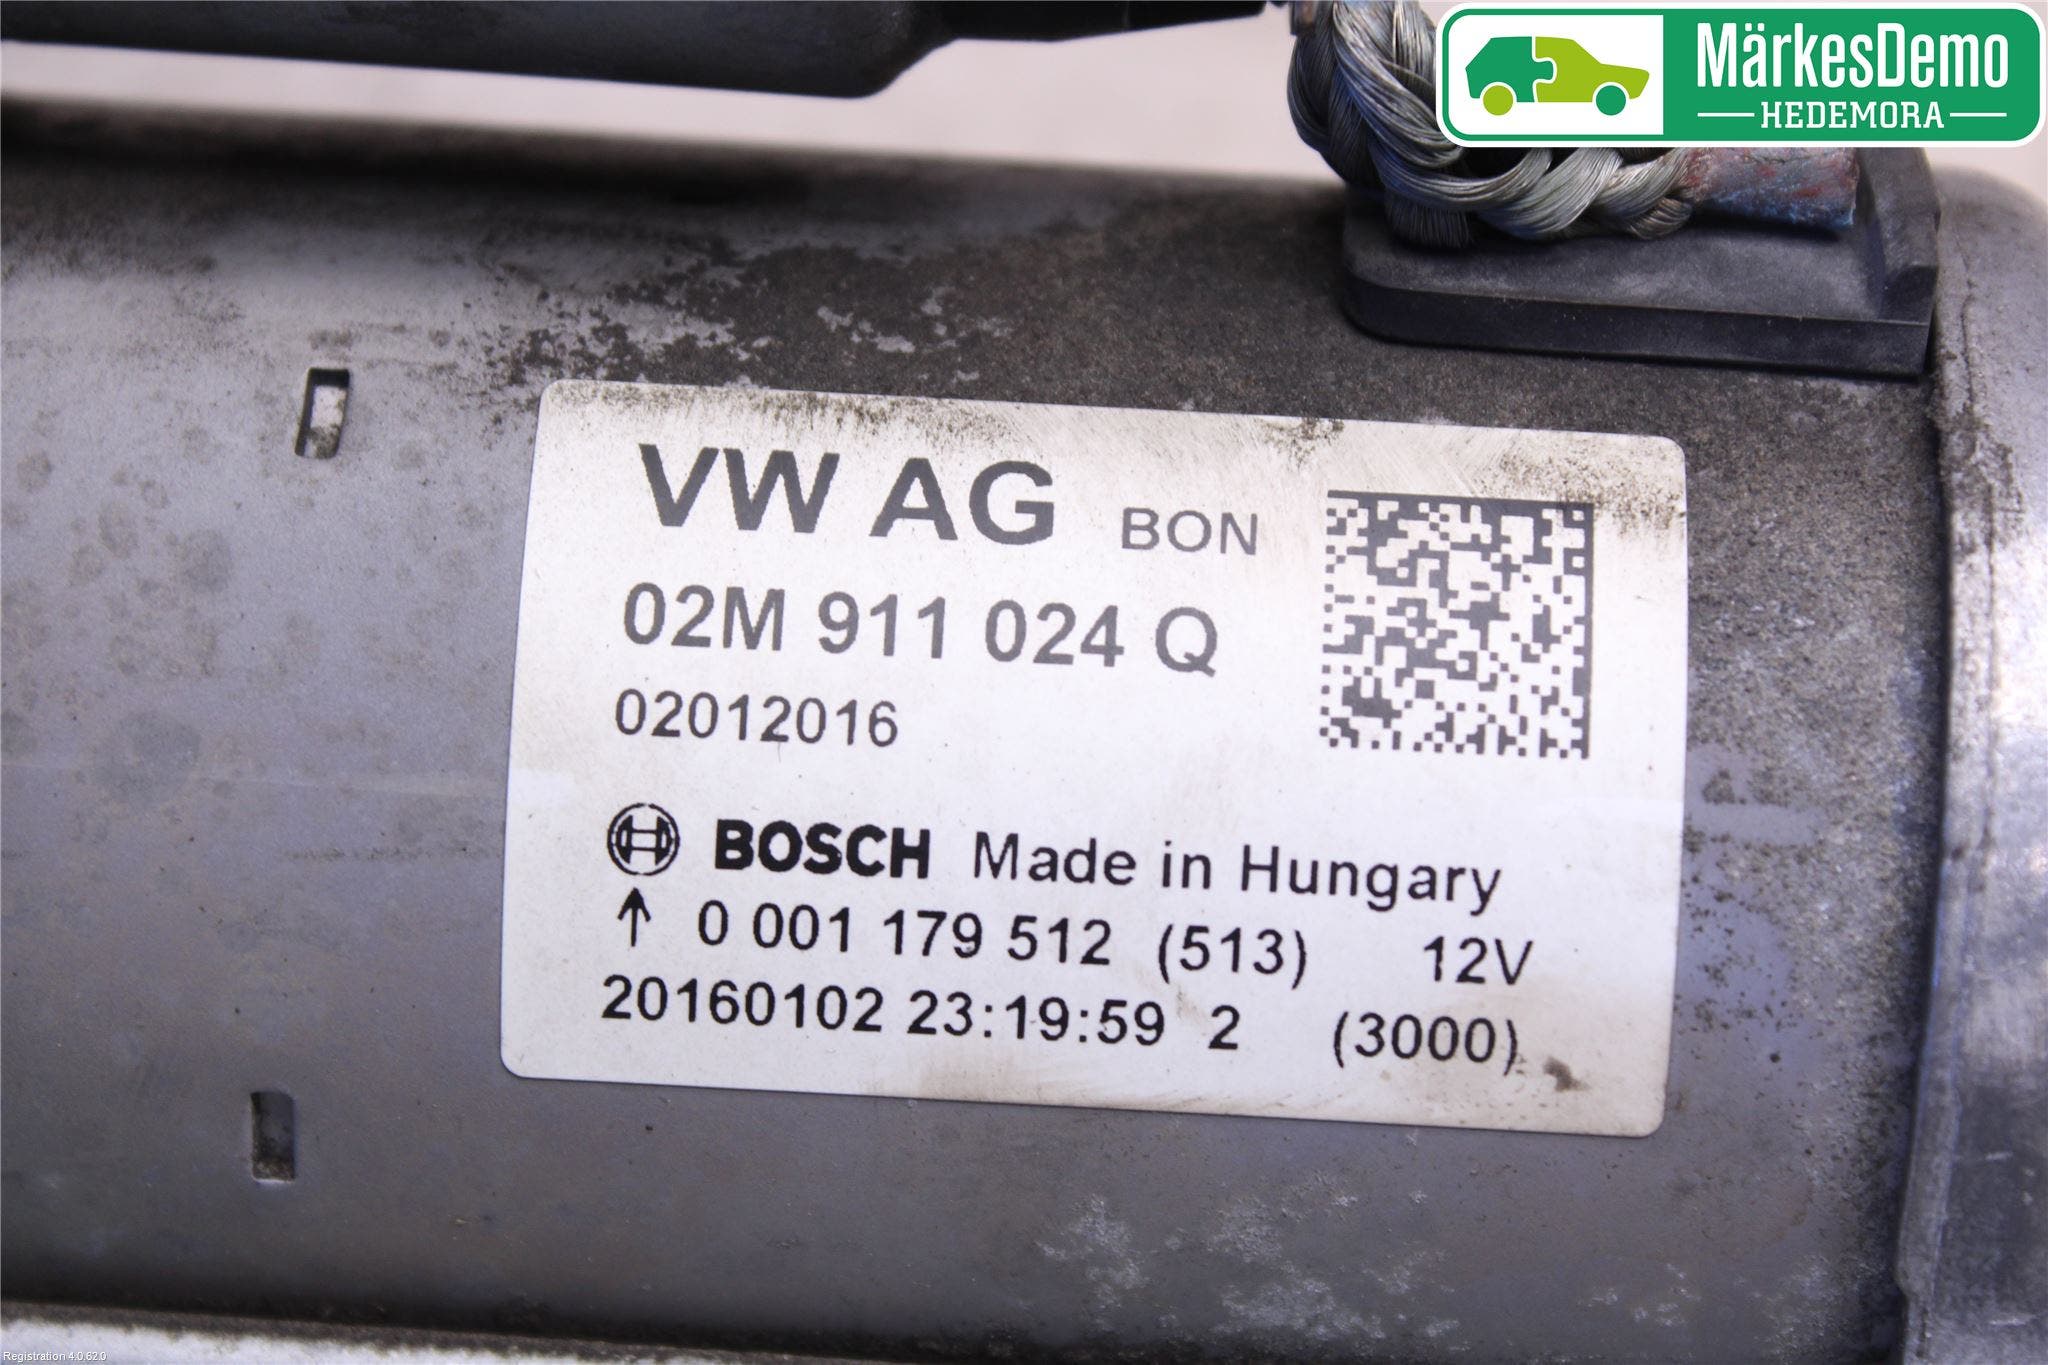 MärkesDemo
HEDEMORA
VW AG BON
02M 911 024 Q
02012016
BOSCH Made in Hungary
↑ 0 001 179 512 (513) 12V
20160102 23:19:59 2 (3000)
Registration 4.0.62.0